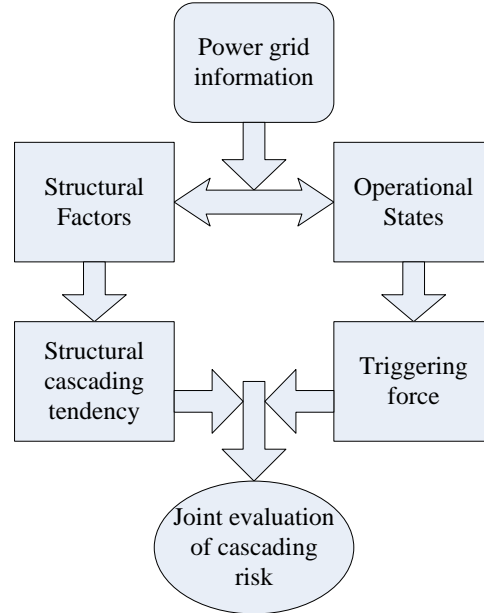 Power grid
information
Structural
Factors
Operational
States
Structural
cascading
tendency
Triggering
force
Joint evaluation
of cascading
risk